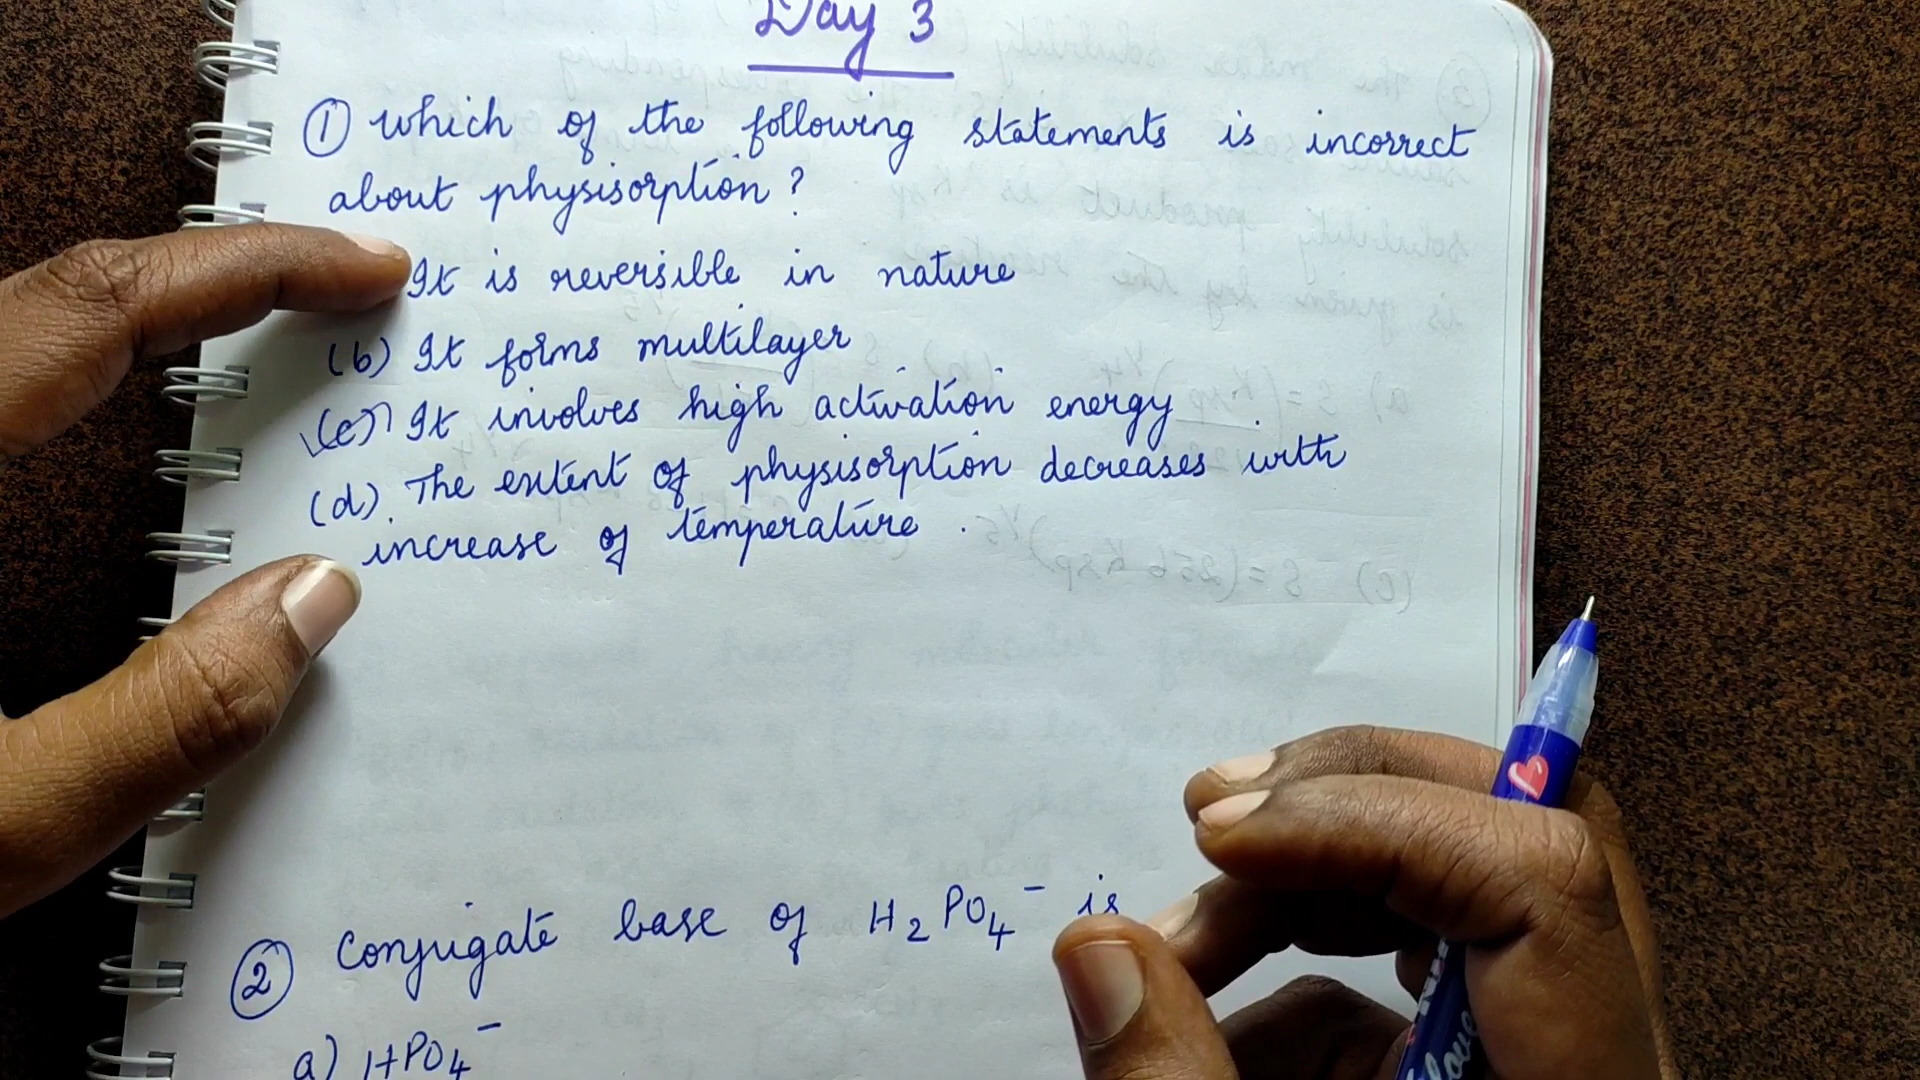 Day 3
① Which of the following statements is incorrect
about physisorption?
It is reversible in nature
(b) It forms multilayer
(c) It involves high activation energy
(d). The extent of physisorption decreases with
increase of temperature.
② Conjugate base of H₂PO₄⁻ is
a) HPO₄⁻